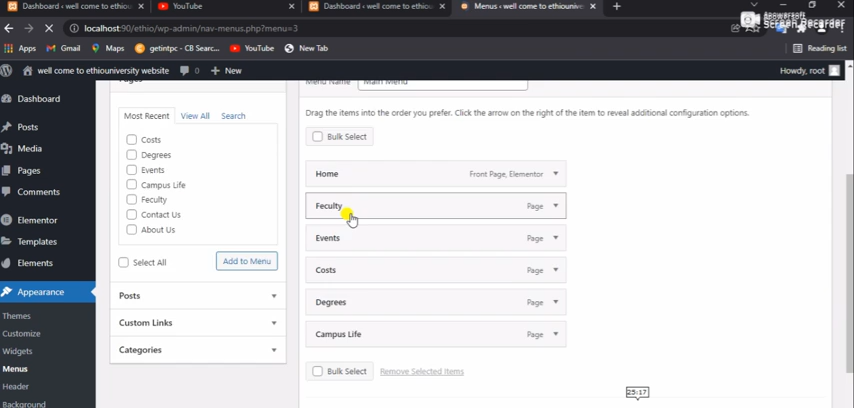 Dashboard ‹ well come to ethiou
YouTube
Dashboard ‹ well come to ethiou
Menus ‹ well come to ethiounive
localhost:90/ethio/wp-admin/nav-menus.php?menu=3
Screen Recorder
Apps
Gmail
Maps
getintpc - CB Searc...
YouTube
New Tab
Reading list
well come to ethiouniversity website
0
New
Howdy, root
Dashboard
Posts
Media
Pages
Comments
Elementor
Templates
Elements
Appearance
Themes
Customize
Widgets
Menus
Header
Background
Pages
Most Recent
View All
Search
Costs
Degrees
Events
Campus Life
Feculty
Contact Us
About Us
Select All
Add to Menu
Posts
Custom Links
Categories
Menu Name
Main Menu
Drag the items into the order you prefer. Click the arrow on the right of the item to reveal additional configuration options.
Bulk Select
Home
Front Page, Elementor
Feculty
Page
Events
Page
Costs
Page
Degrees
Page
Campus Life
Page
Bulk Select
Remove Selected Items
25:17